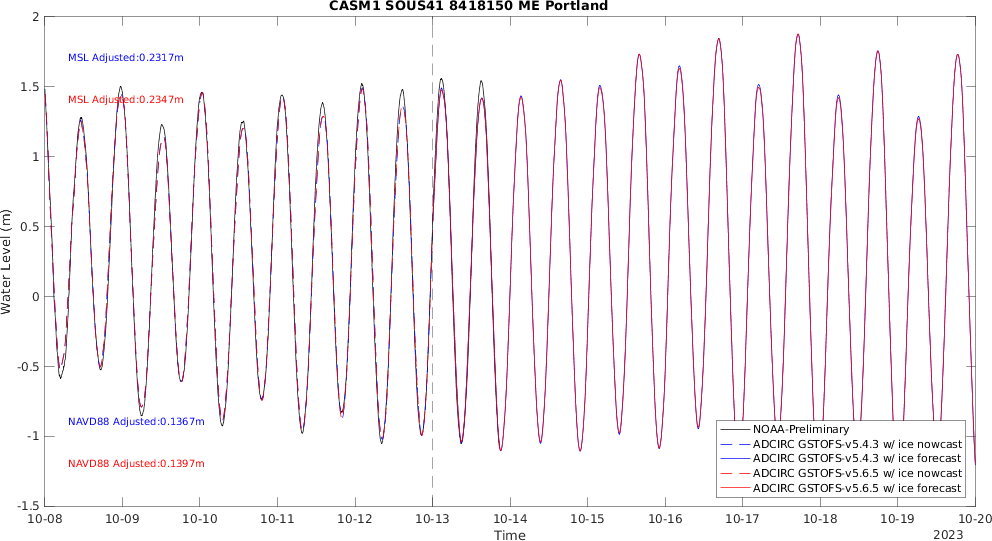 CASM1 SOUS41 8418150 ME Portland
2
1.5
1
0.5
0
-0.5
-1
-1.5
Water Level (m)
MSL Adjusted:0.2317m
MSL Adjusted:0.2347m
NAVD88 Adjusted:0.1367m
NAVD88 Adjusted:0.1397m
NOAA-Preliminary
ADCIRC GSTOFS-v5.4.3 w/ ice nowcast
ADCIRC GSTOFS-v5.4.3 w/ ice forecast
ADCIRC GSTOFS-v5.6.5 w/ ice nowcast
ADCIRC GSTOFS-v5.6.5 w/ ice forecast
10-08 10-09 10-10 10-11 10-12 10-13 10-14 10-15 10-16 10-17 10-18 10-19 10-20
Time
2023